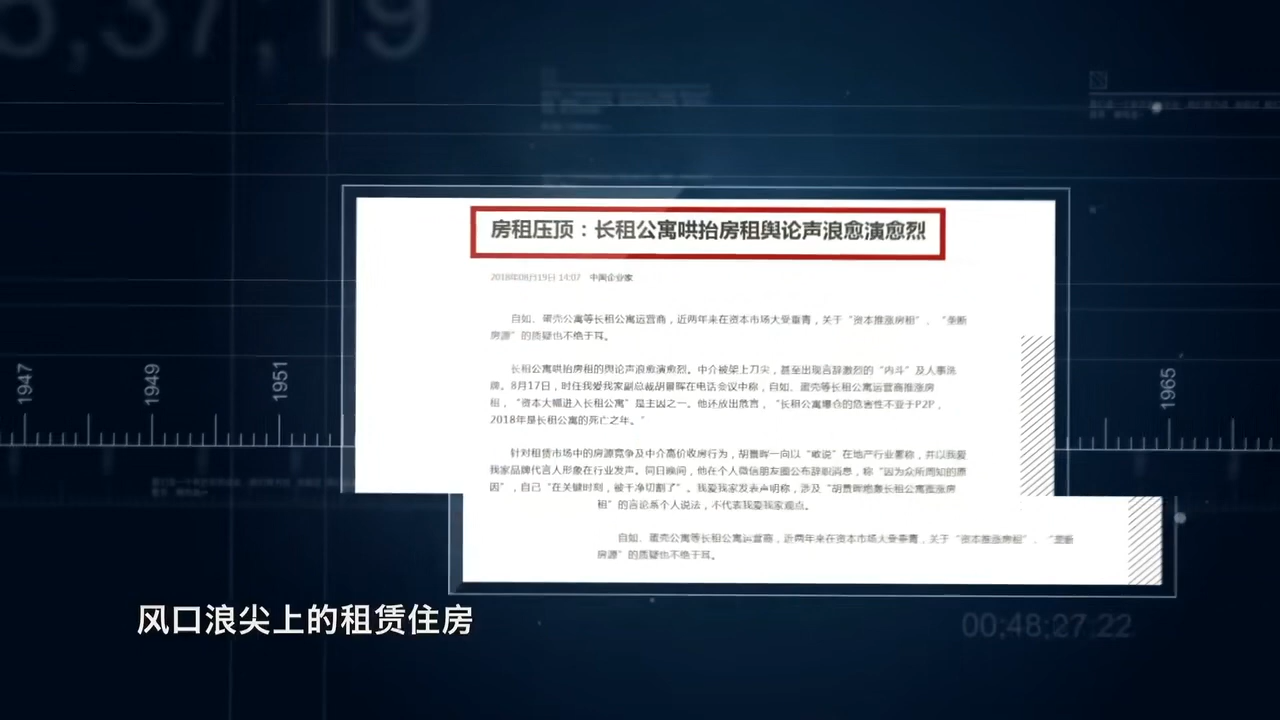 房租压顶：长租公寓哄抬房租舆论声浪愈演愈烈
2018年08月19日 14:07 中国企业家
自如、蛋壳公寓等长租公寓运营商，近两年来在资本市场大受垂青，关于“资本推涨房租”、“垄断
房源”的质疑也不绝于耳。
长租公寓哄抬房租的舆论声浪愈演愈烈。中介被架上刀尖，甚至出现言辞激烈的“内斗”及人事洗
牌。8月17日，时任我爱我家副总裁胡景晖在电话会议中称，自如、蛋壳等长租公寓运营商推涨房
租，“资本大幅进入长租公寓”是主因之一。他还放出危言，“长租公寓爆仓的危害性不亚于P2P，
2018年是长租公寓的死亡之年。”
针对租赁市场中的房源竞争及中介高价收房行为，胡景晖一向以“敢说”在地产行业著称，并以我爱
我家品牌代言人形象在行业发声。同日晚间，他在个人微信朋友圈公布辞职消息，称“因为众所周知的原
因”，自己“在关键时刻，被干净切割了”。我爱我家发表声明称，涉及“胡景晖炮轰长租公寓推涨房
租”的言论系个人说法，不代表我爱我家观点。
自如、蛋壳公寓等长租公寓运营商，近两年来在资本市场大受垂青，关于“资本推涨房租”、“垄断
房源”的质疑也不绝于耳。
1947
1949
1951
1965
风口浪尖上的租赁住房
00;48;27;22